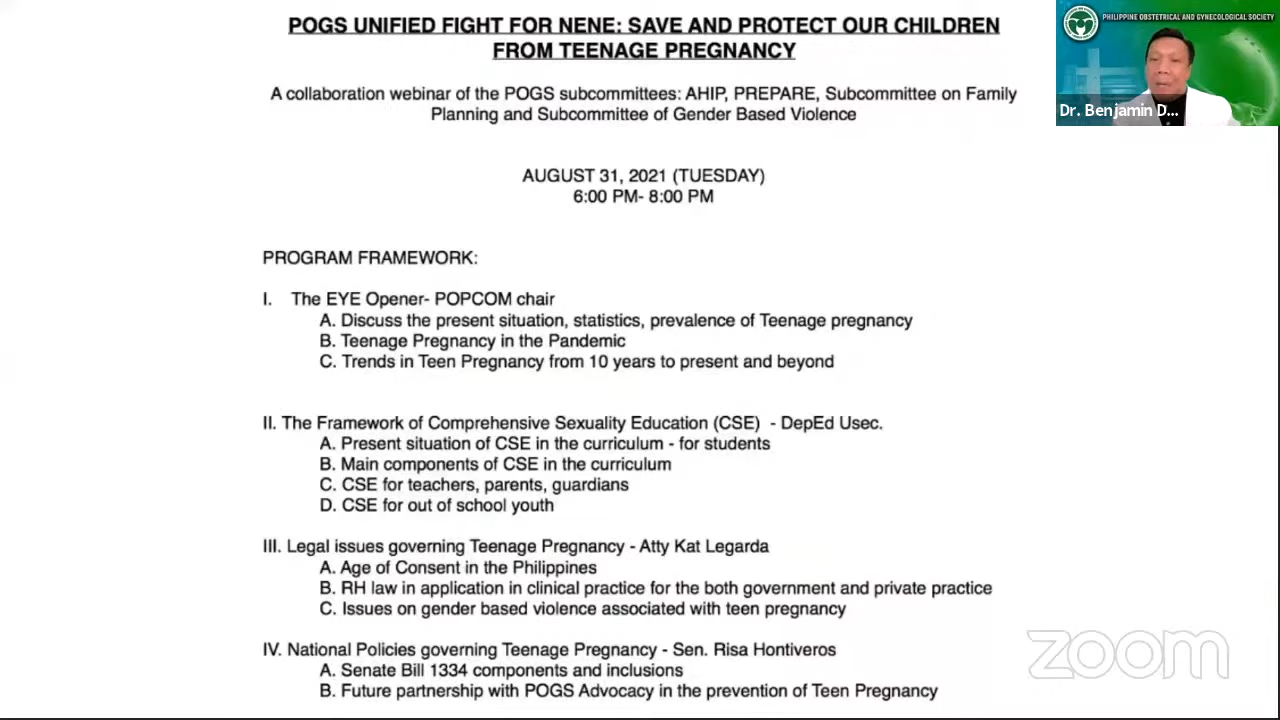 POGS UNIFIED FIGHT FOR NENE: SAVE AND PROTECT OUR CHILDREN
FROM TEENAGE PREGNANCY
PHILIPPINE OBSTETRICAL AND GYNECOLOGICAL SOCIETY
Dr. Benjamin D...
A collaboration webinar of the POGS subcommittees: AHIP, PREPARE, Subcommittee on Family
Planning and Subcommittee of Gender Based Violence
AUGUST 31, 2021 (TUESDAY)
6:00 PM- 8:00 PM
PROGRAM FRAMEWORK:
I. The EYE Opener- POPCOM chair
A. Discuss the present situation, statistics, prevalence of Teenage pregnancy
B. Teenage Pregnancy in the Pandemic
C. Trends in Teen Pregnancy from 10 years to present and beyond
II. The Framework of Comprehensive Sexuality Education (CSE) - DepEd Usec.
A. Present situation of CSE in the curriculum - for students
B. Main components of CSE in the curriculum
C. CSE for teachers, parents, guardians
D. CSE for out of school youth
III. Legal issues governing Teenage Pregnancy - Atty Kat Legarda
A. Age of Consent in the Philippines
B. RH law in application in clinical practice for the both government and private practice
C. Issues on gender based violence associated with teen pregnancy
IV. National Policies governing Teenage Pregnancy - Sen. Risa Hontiveros
A. Senate Bill 1334 components and inclusions
B. Future partnership with POGS Advocacy in the prevention of Teen Pregnancy
zoom